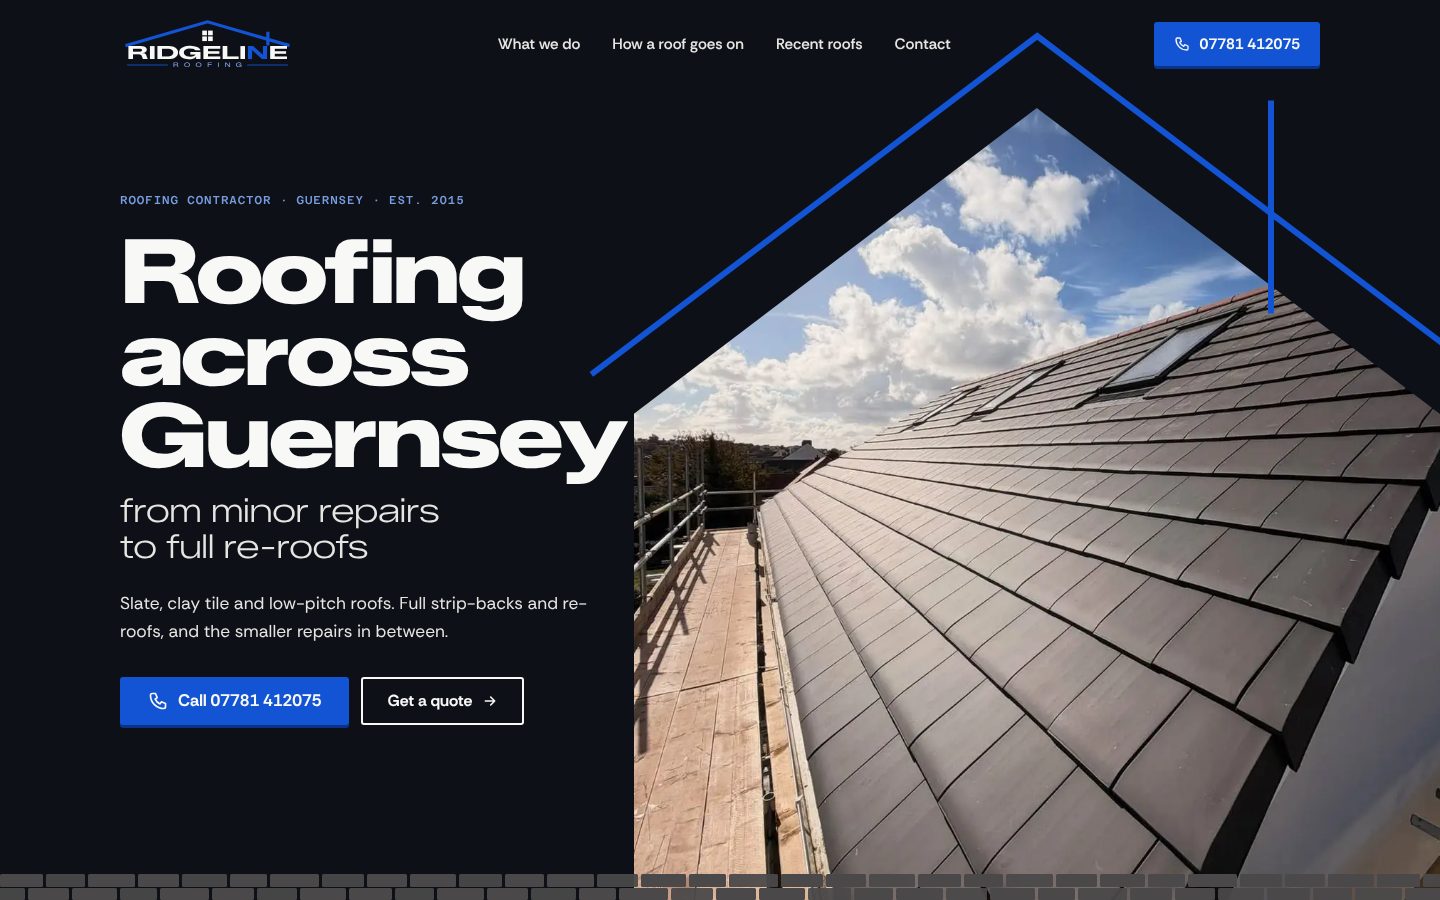 RIDGELINE
ROOFING
What we do
How a roof goes on
Recent roofs
Contact
07781 412075
ROOFING CONTRACTOR · GUERNSEY · EST. 2015
Roofing
across
Guernsey
from minor repairs
to full re-roofs
Slate, clay tile and low-pitch roofs. Full strip-backs and re-
roofs, and the smaller repairs in between.
Call 07781 412075
Get a quote →